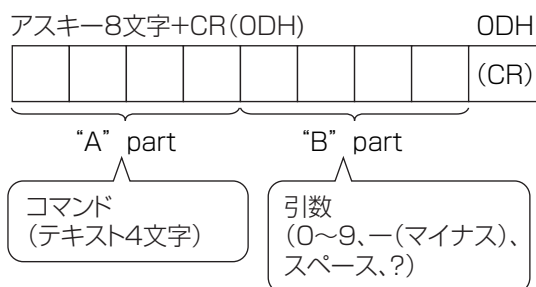 アスキー8文字+CR(0DH)
0DH
(CR)
“A” part
“B” part
コマンド
(テキスト4文字)
引数
(0~9、ー(マイナス)、
スペース、?)